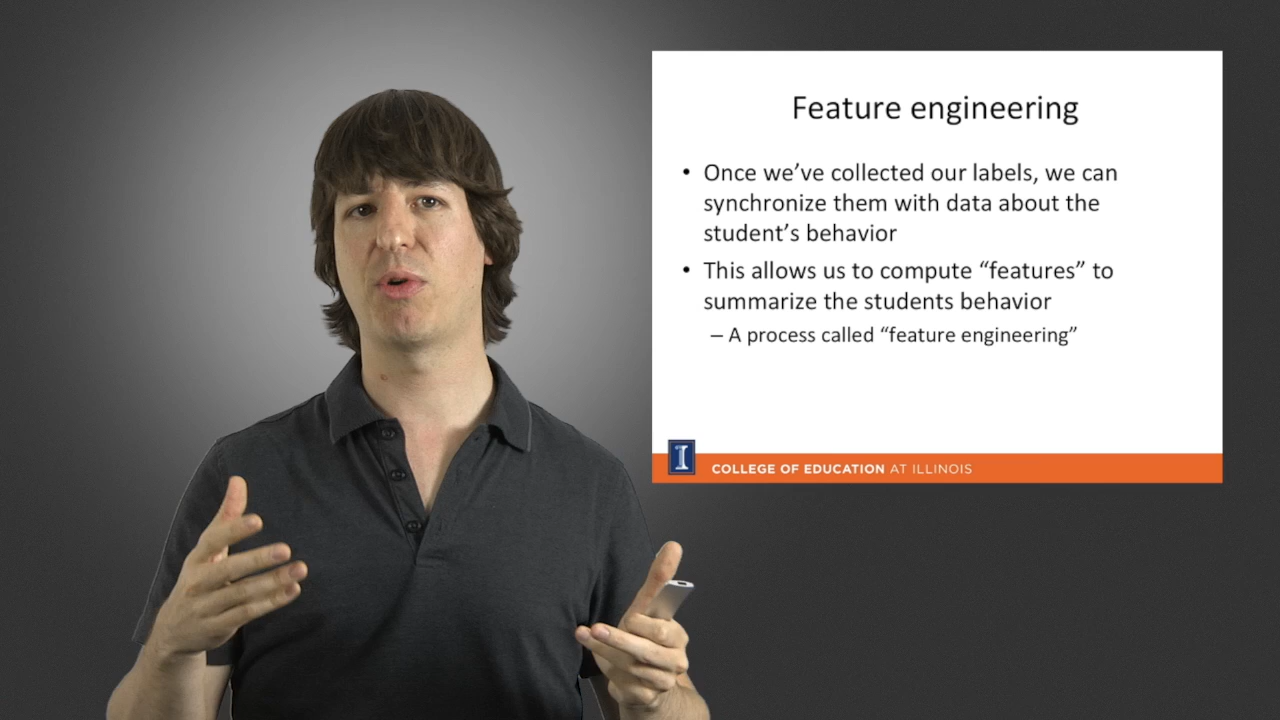 Feature engineering
• Once we’ve collected our labels, we can
synchronize them with data about the
student’s behavior
• This allows us to compute “features” to
summarize the students behavior
– A process called “feature engineering”
I COLLEGE OF EDUCATION AT ILLINOIS